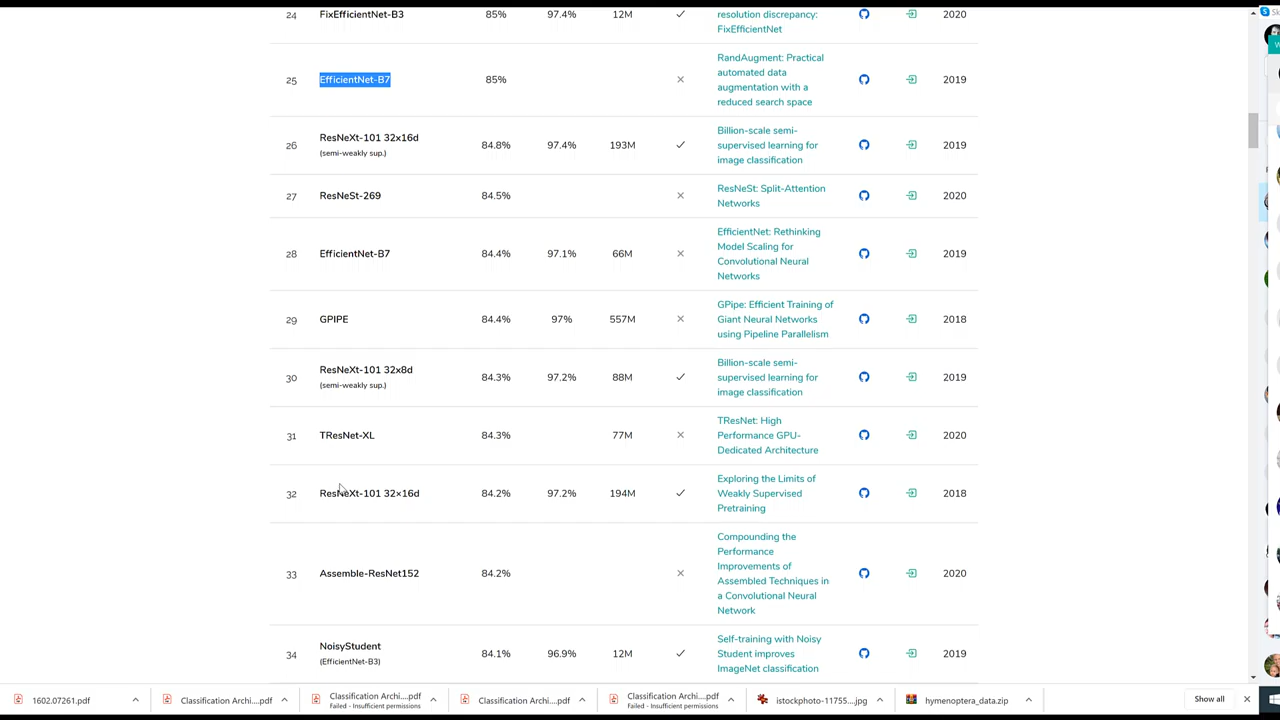 24 FixEfficientNet-B3 85% 97.4% 12M ✓ resolution discrepancy: 2020
FixEfficientNet
RandAugment: Practical
25 EfficientNet-B7 85% × automated data 2019
augmentation with a
reduced search space
26 ResNeXt-101 32x16d 84.8% 97.4% 193M ✓ Billion-scale semi- 2019
(semi-weakly sup.) supervised learning for
image classification
27 ResNeSt-269 84.5% × ResNeSt: Split-Attention 2020
Networks
EfficientNet: Rethinking
28 EfficientNet-B7 84.4% 97.1% 66M × Model Scaling for 2019
Convolutional Neural
Networks
GPipe: Efficient Training of
29 GPIPE 84.4% 97% 557M × Giant Neural Networks 2018
using Pipeline Parallelism
30 ResNeXt-101 32x8d 84.3% 97.2% 88M ✓ Billion-scale semi- 2019
(semi-weakly sup.) supervised learning for
image classification
TResNet: High
31 TResNet-XL 84.3% 77M × Performance GPU- 2020
Dedicated Architecture
Exploring the Limits of
32 ResNeXt-101 32×16d 84.2% 97.2% 194M ✓ Weakly Supervised 2018
Pretraining
Compounding the
Performance
Improvements of
33 Assemble-ResNet152 84.2% × Assembled Techniques in 2020
a Convolutional Neural
Network
34 NoisyStudent 84.1% 96.9% 12M ✓ Self-training with Noisy 2019
(EfficientNet-B3) Student improves
ImageNet classification
1602.07261.pdf
Classification Archi....pdf
Classification Archi....pdf
Failed - Insufficient permissions
Classification Archi....pdf
Classification Archi....pdf
Failed - Insufficient permissions
istockphoto-11755....jpg
hymenoptera_data.zip
Show all